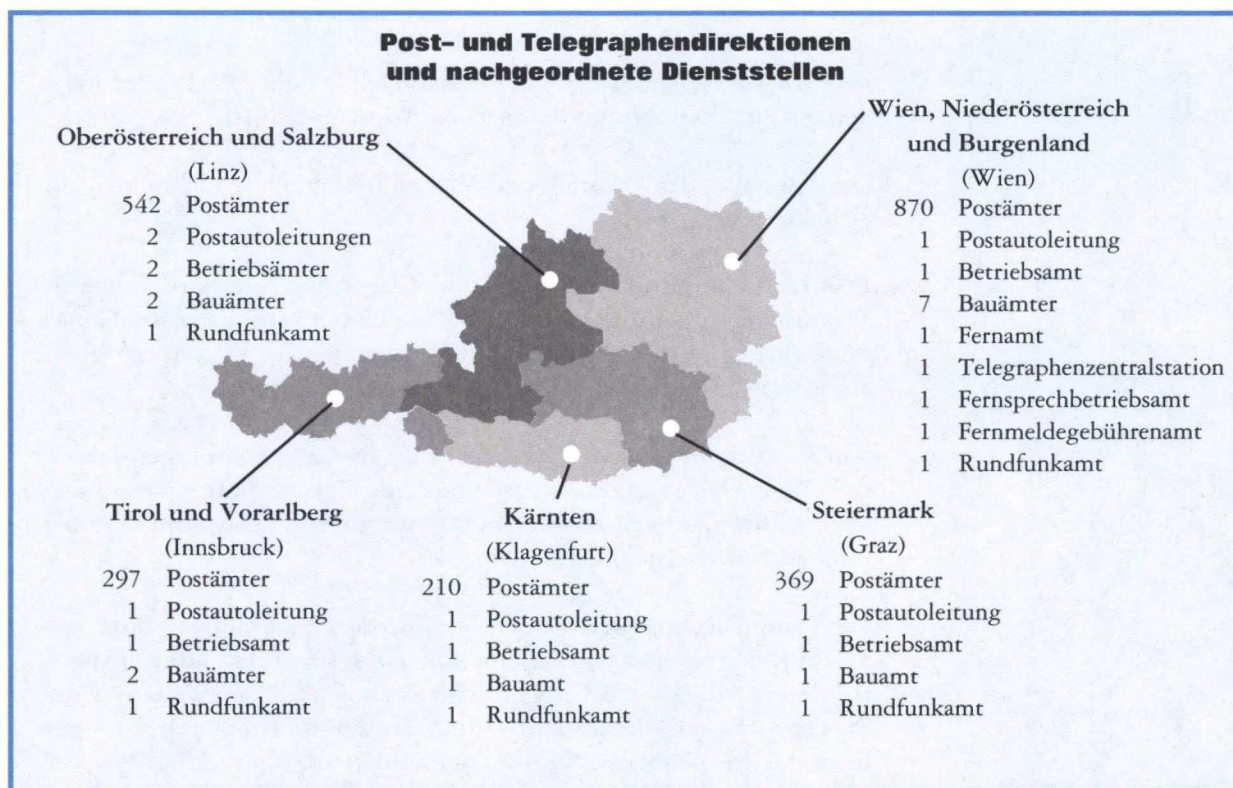 Post- und Telegraphendirektionen
und nachgeordnete Dienststellen
Oberösterreich und Salzburg
(Linz)
542 Postämter
2 Postautoleitungen
2 Betriebsämter
2 Bauämter
1 Rundfunkamt
Wien, Niederösterreich
und Burgenland
(Wien)
870 Postämter
1 Postautoleitung
1 Betriebsamt
7 Bauämter
1 Fernamt
1 Telegraphenzentralstation
1 Fernsprechbetriebsamt
1 Fernmeldegebührenamt
1 Rundfunkamt
Tirol und Vorarlberg
(Innsbruck)
297 Postämter
1 Postautoleitung
1 Betriebsamt
2 Bauämter
1 Rundfunkamt
Kärnten
(Klagenfurt)
210 Postämter
1 Postautoleitung
1 Betriebsamt
1 Bauamt
1 Rundfunkamt
Steiermark
(Graz)
369 Postämter
1 Postautoleitung
1 Betriebsamt
1 Bauamt
1 Rundfunkamt